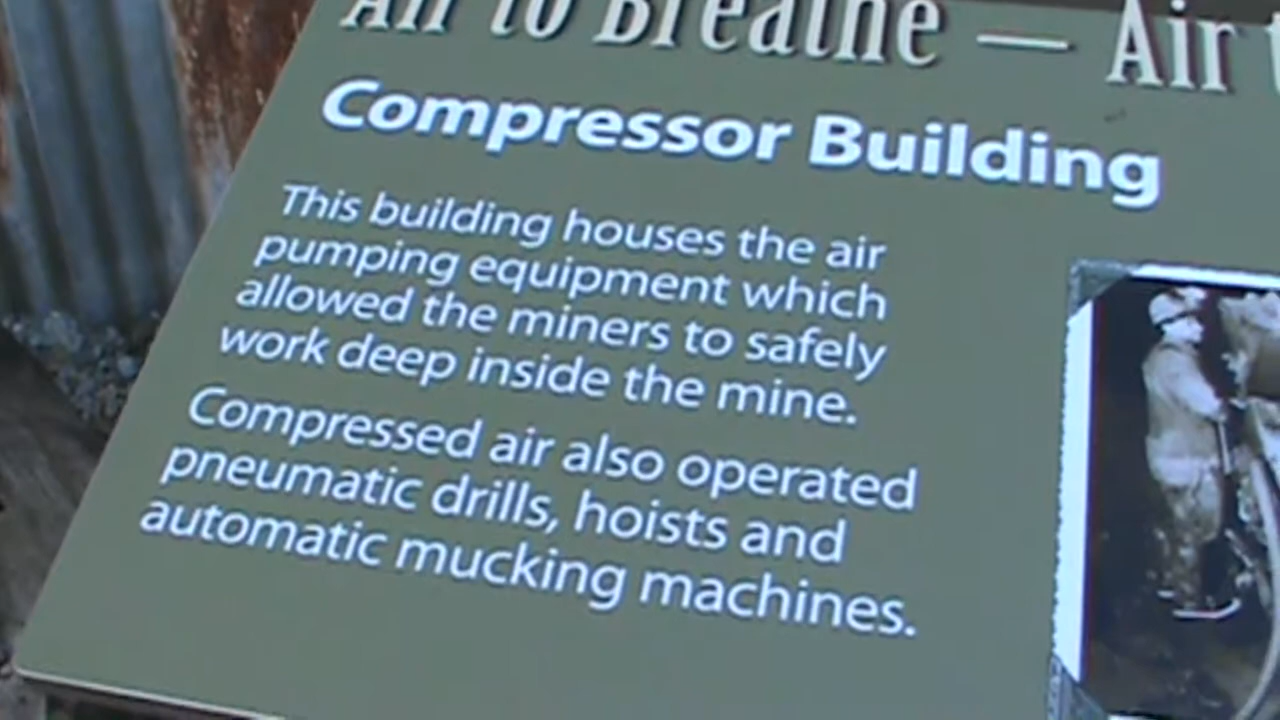 Air to Breathe — Air
Compressor Building
This building houses the air
pumping equipment which
allowed the miners to safely
work deep inside the mine.
Compressed air also operated
pneumatic drills, hoists and
automatic mucking machines.